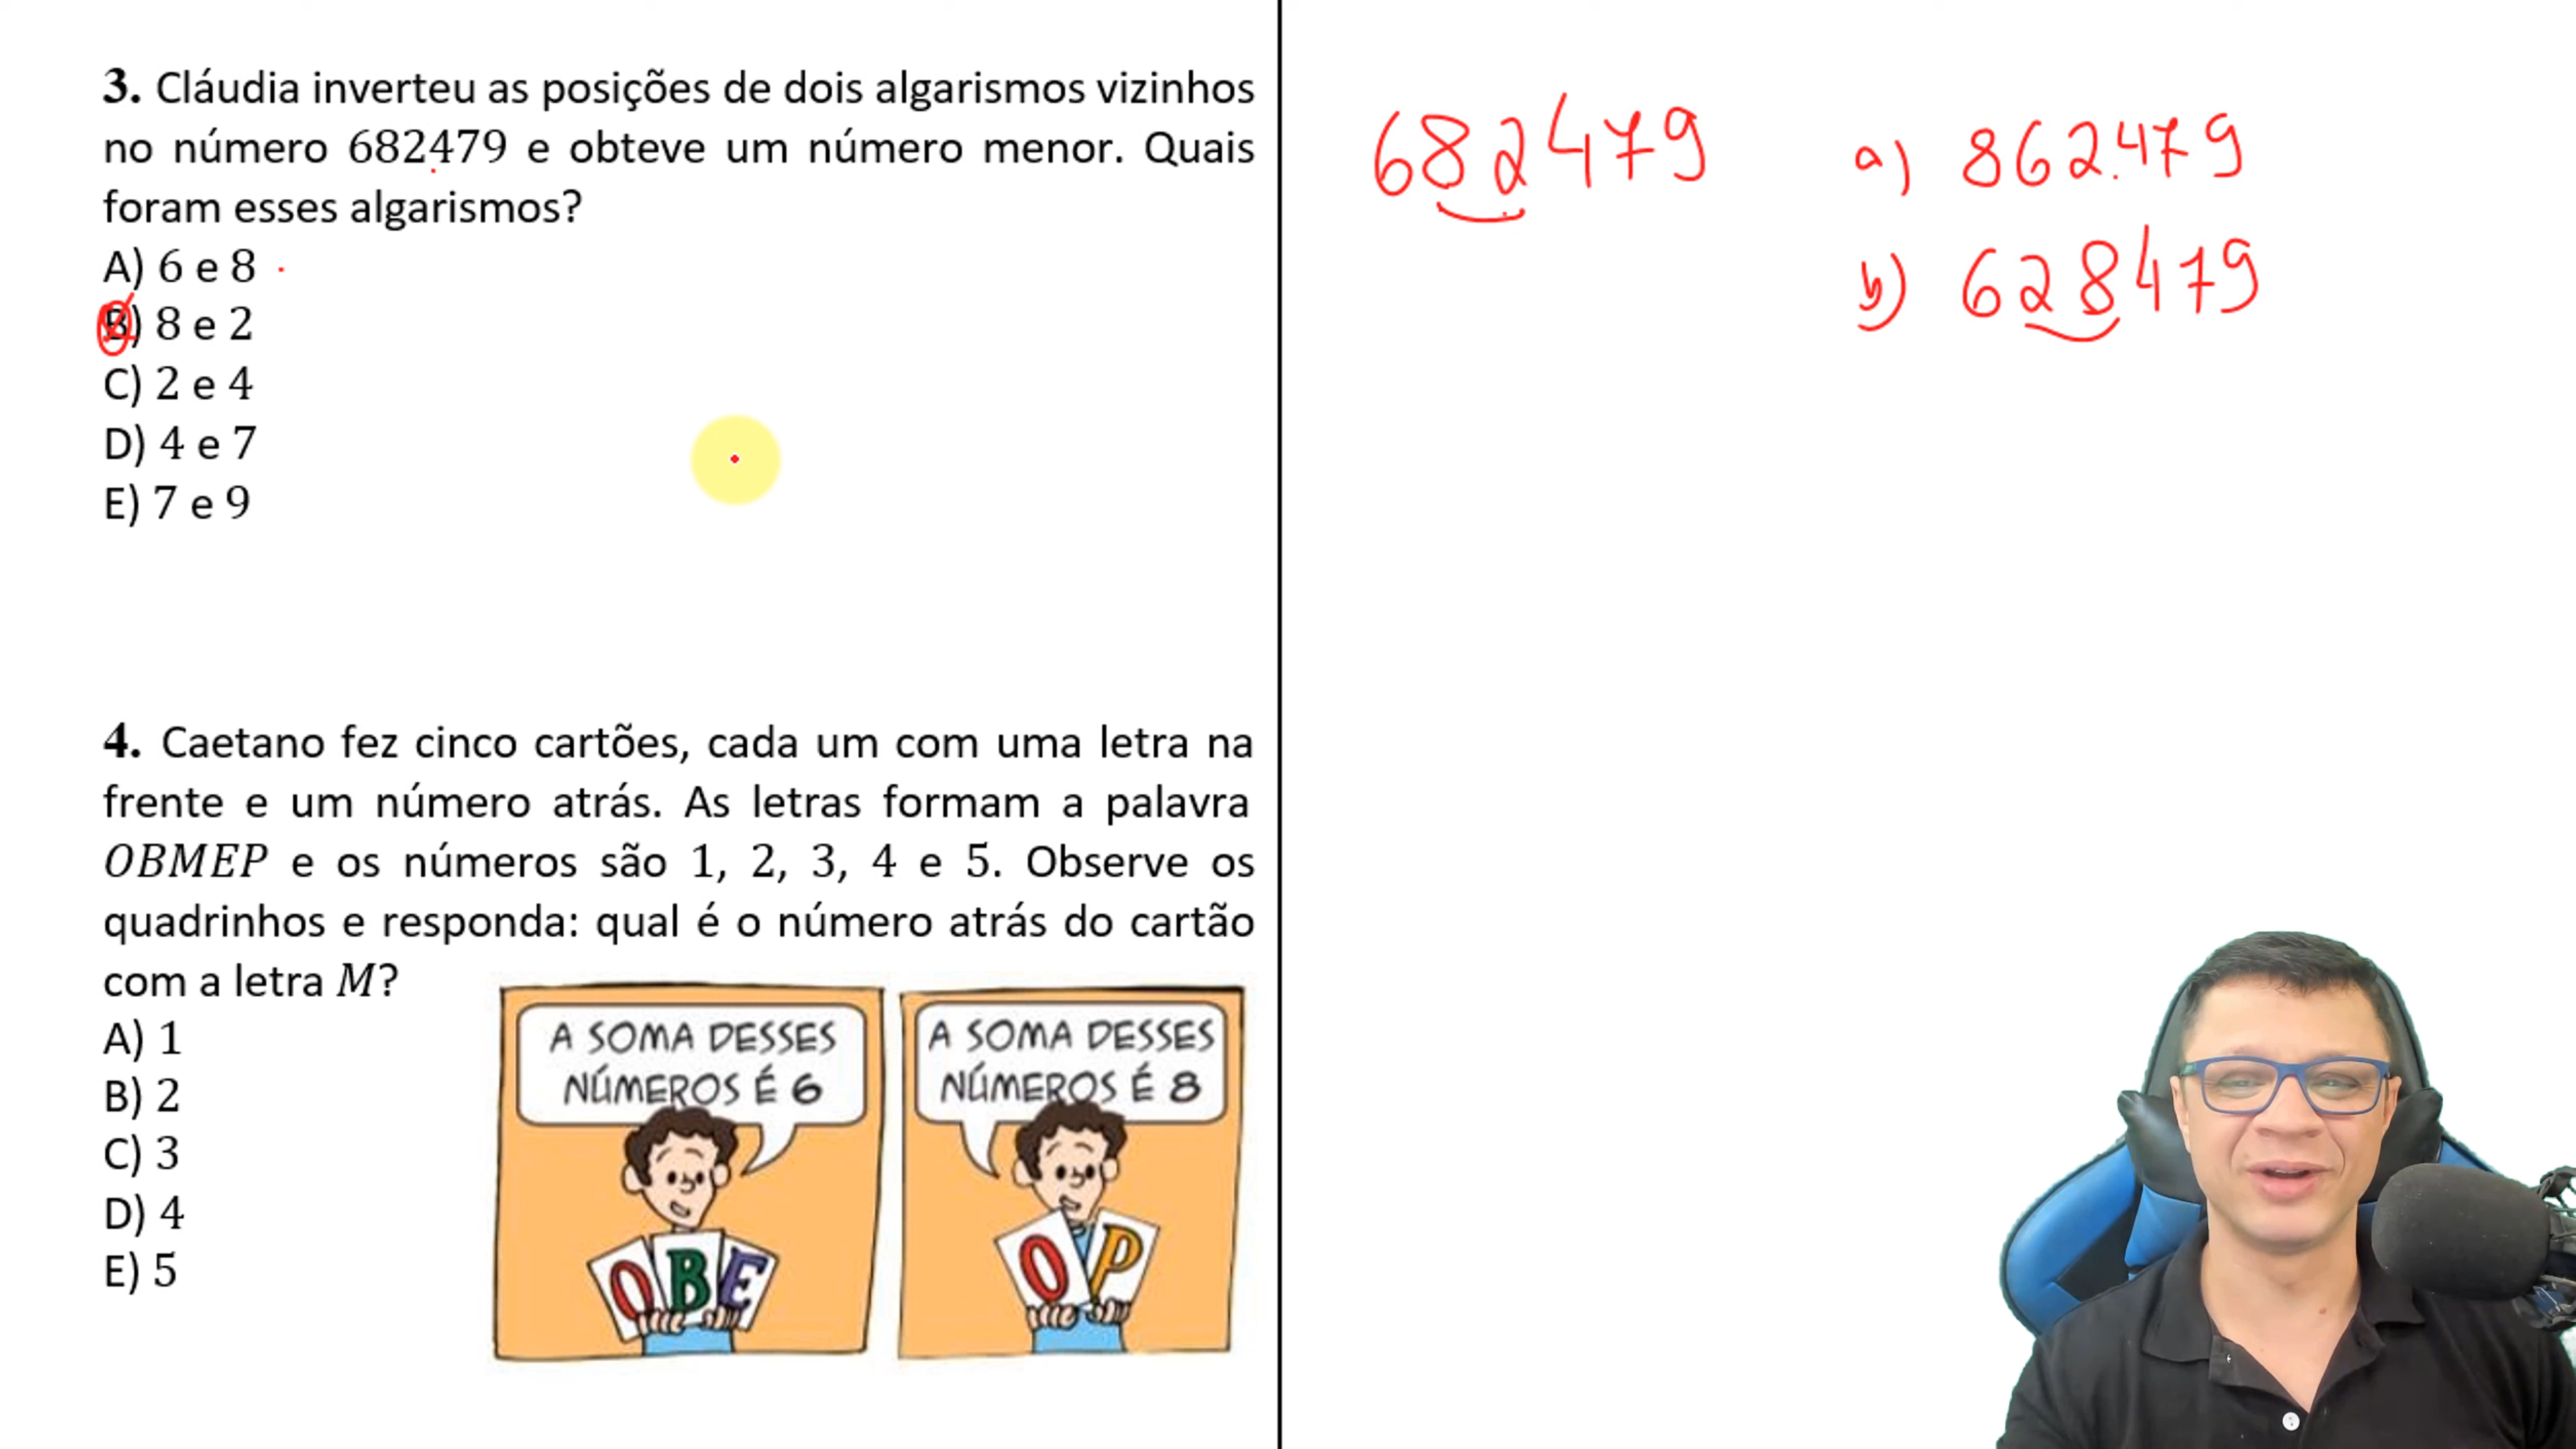 3. Cláudia inverteu as posições de dois algarismos vizinhos
no número 682479 e obteve um número menor. Quais
foram esses algarismos?
A) 6 e 8
B) 8 e 2
C) 2 e 4
D) 4 e 7
E) 7 e 9
4. Caetano fez cinco cartões, cada um com uma letra na
frente e um número atrás. As letras formam a palavra
OBMEP e os números são 1, 2, 3, 4 e 5. Observe os
quadrinhos e responda: qual é o número atrás do cartão
com a letra M?
A) 1
B) 2
C) 3
D) 4
E) 5
A SOMA DESSES
NÚMEROS É 6
O B E
A SOMA DESSES
NÚMEROS É 8
O P
682479
a) 862.479
b) 628479